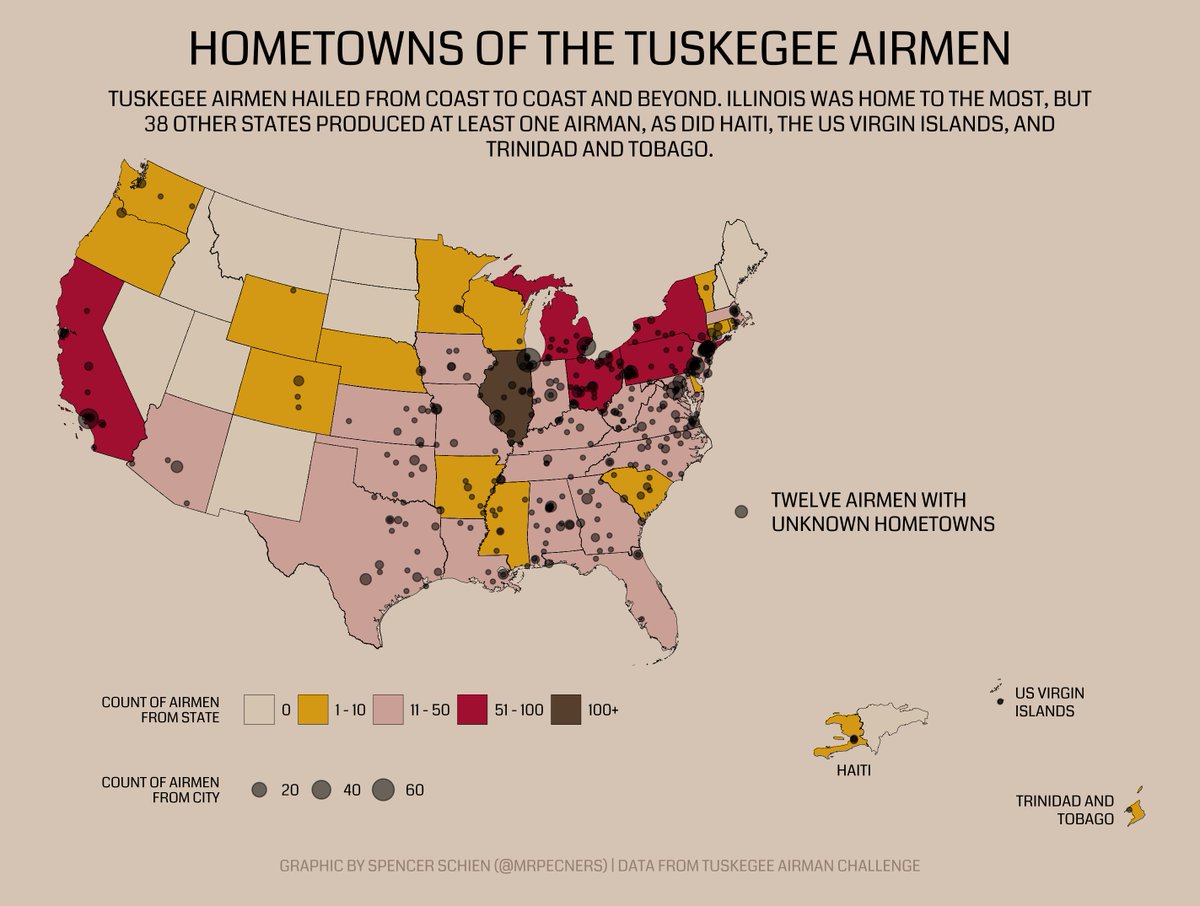 HOMETOWNS OF THE TUSKEGEE AIRMEN
TUSKEGEE AIRMEN HAILED FROM COAST TO COAST AND BEYOND. ILLINOIS WAS HOME TO THE MOST, BUT
38 OTHER STATES PRODUCED AT LEAST ONE AIRMAN, AS DID HAITI, THE US VIRGIN ISLANDS, AND
TRINIDAD AND TOBAGO.
TWELVE AIRMEN WITH
UNKNOWN HOMETOWNS
COUNT OF AIRMEN
FROM STATE
0
1 - 10
11 - 50
51 - 100
100+
COUNT OF AIRMEN
FROM CITY
20
40
60
US VIRGIN
ISLANDS
HAITI
TRINIDAD AND
TOBAGO
GRAPHIC BY SPENCER SCHIEN (@MRPECNERS) | DATA FROM TUSKEGEE AIRMAN CHALLENGE